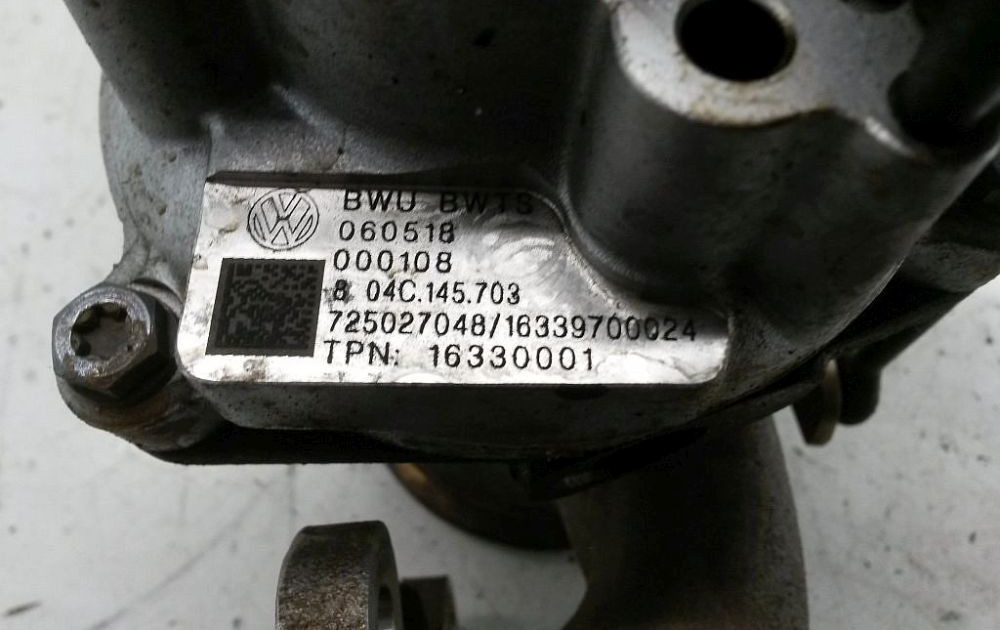 BWU BWTS
060518
000108
8 04C.145.703
725027048/16339700024
TPN: 16330001